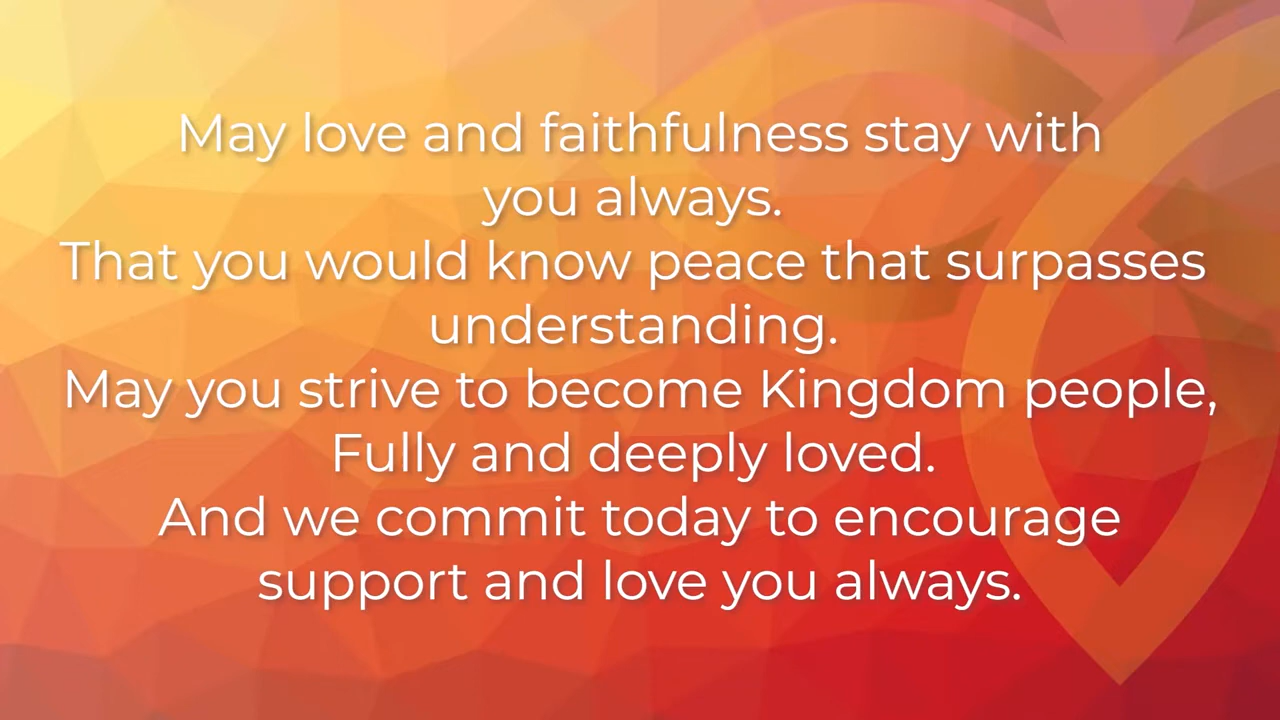 May love and faithfulness stay with
you always.
That you would know peace that surpasses
understanding.
May you strive to become Kingdom people,
Fully and deeply loved.
And we commit today to encourage
support and love you always.